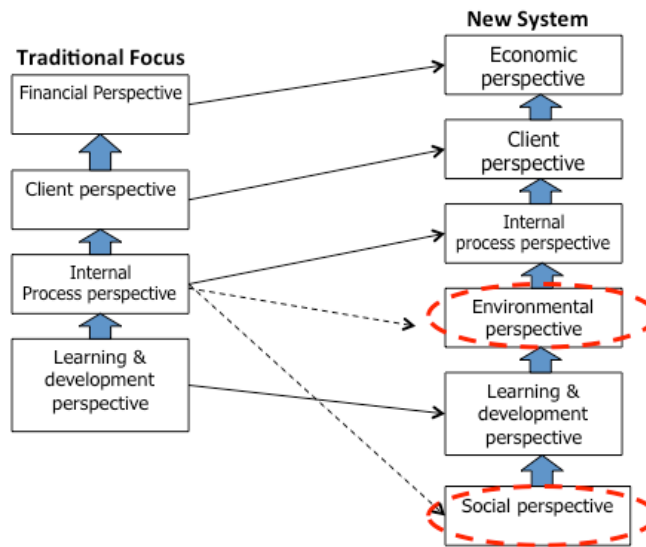 Traditional Focus
Financial Perspective
Client perspective
Internal
Process perspective
Learning &
development
perspective
New System
Economic
perspective
Client
perspective
Internal
process perspective
Environmental
perspective
Learning &
development
perspective
Social perspective